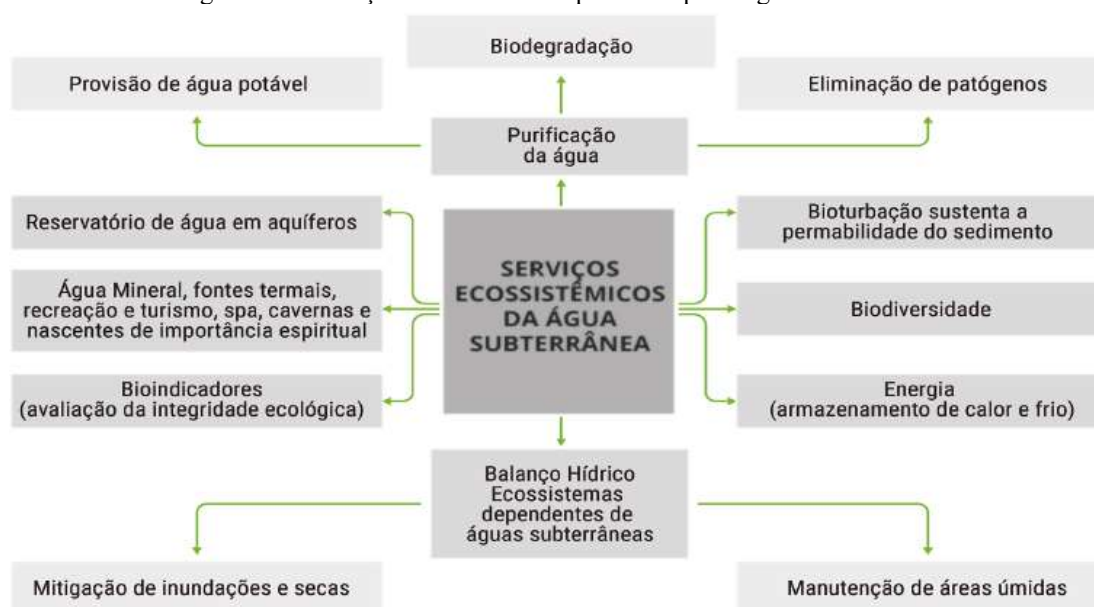 Biodegradação
Provisão de água potável
Eliminação de patógenos
Purificação
da água
Reservatório de água em aquíferos
Bioturbação sustenta a
permabilidade do sedimento
SERVIÇOS
ECOSSISTÊMICOS
DA ÁGUA
SUBTERRÂNEA
Água Mineral, fontes termais,
recreação e turismo, spa, cavernas e
nascentes de importância espiritual
Biodiversidade
Bioindicadores
(avaliação da integridade ecológica)
Energia
(armazenamento de calor e frio)
Balanço Hídrico
Ecossistemas
dependentes de
águas subterrâneas
Mitigação de inundações e secas
Manutenção de áreas úmidas